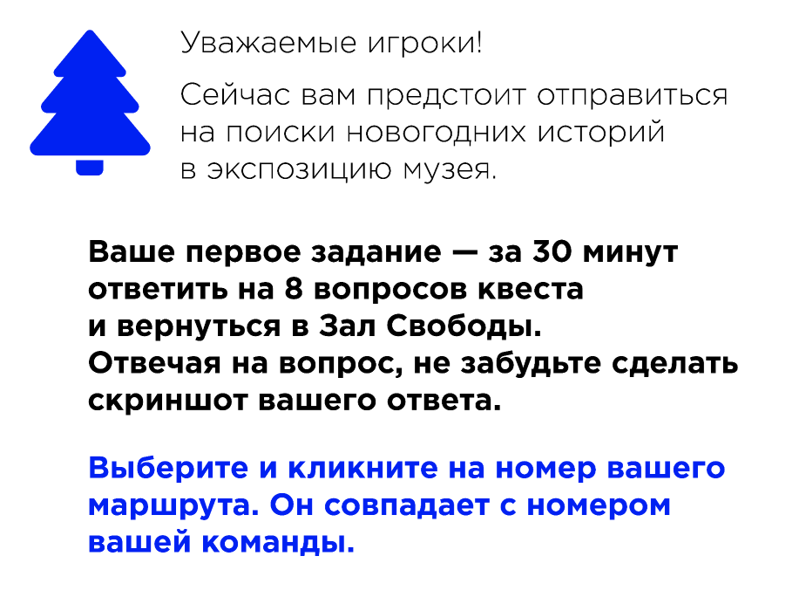 Уважаемые игроки!
Сейчас вам предстоит отправиться
на поиски новогодних историй
в экспозицию музея.
Ваше первое задание — за 30 минут
ответить на 8 вопросов квеста
и вернуться в Зал Свободы.
Отвечая на вопрос, не забудьте сделать
скриншот вашего ответа.
Выберите и кликните на номер вашего
маршрута. Он совпадает с номером
вашей команды.